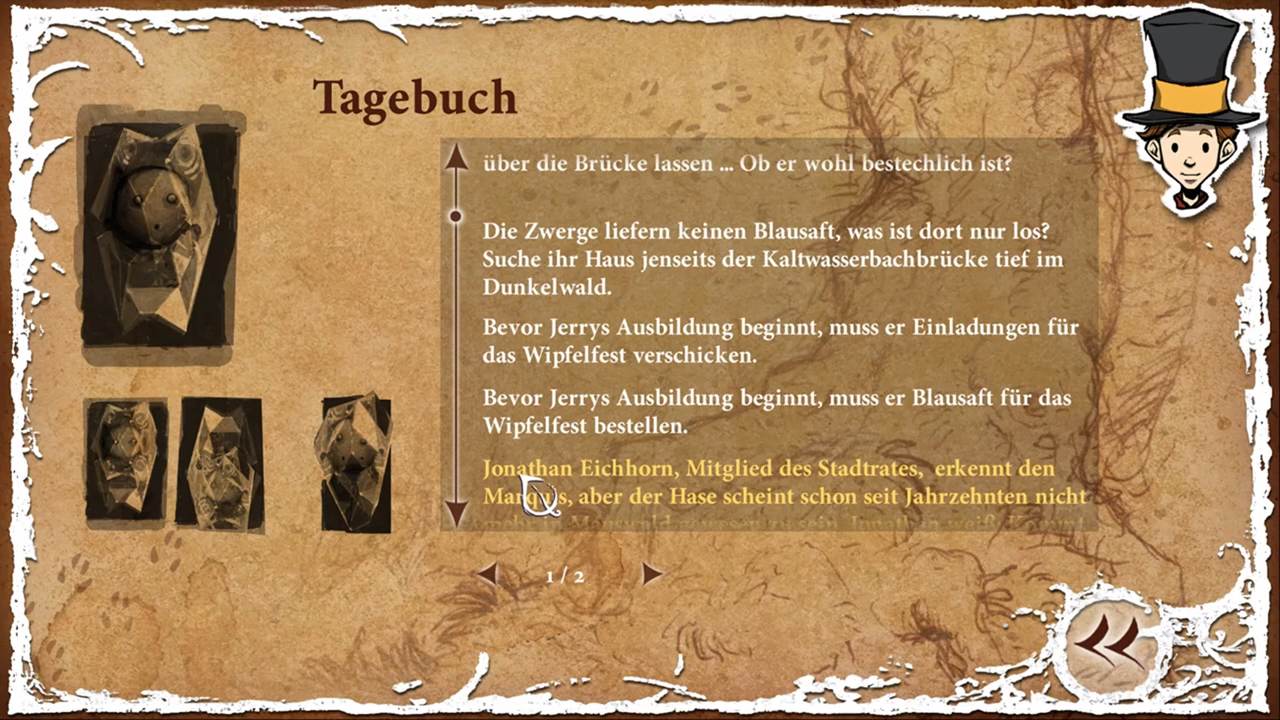 Tagebuch
über die Brücke lassen ... Ob er wohl bestechlich ist?
Die Zwerge liefern keinen Blausaft, was ist dort nur los?
Suche ihr Haus jenseits der Kaltwasserbachbrücke tief im
Dunkelwald.
Bevor Jerrys Ausbildung beginnt, muss er Einladungen für
das Wipfelfest verschicken.
Bevor Jerrys Ausbildung beginnt, muss er Blausaft für das
Wipfelfest bestellen.
Jonathan Eichhorn, Mitglied des Stadtrates, erkennt den
Marquis, aber der Hase scheint schon seit Jahrzehnten nicht
1 / 2